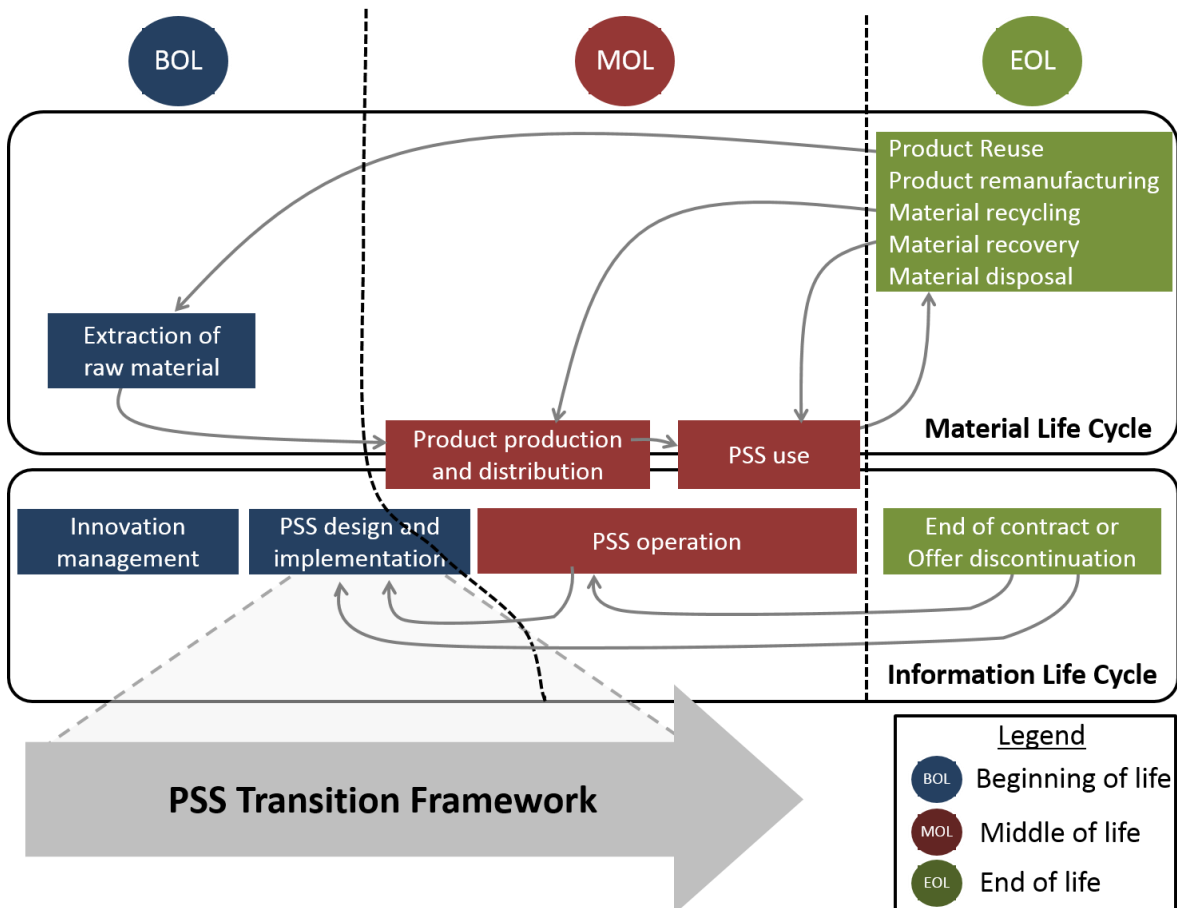 BOL
MOL
EOL
Product Reuse
Product remanufacturing
Material recycling
Material recovery
Material disposal
Extraction of
raw material
Product production
and distribution
PSS use
Material Life Cycle
Innovation
management
PSS design and
implementation
PSS operation
End of contract or
Offer discontinuation
Information Life Cycle
PSS Transition Framework
Legend
BOL Beginning of life
MOL Middle of life
EOL End of life